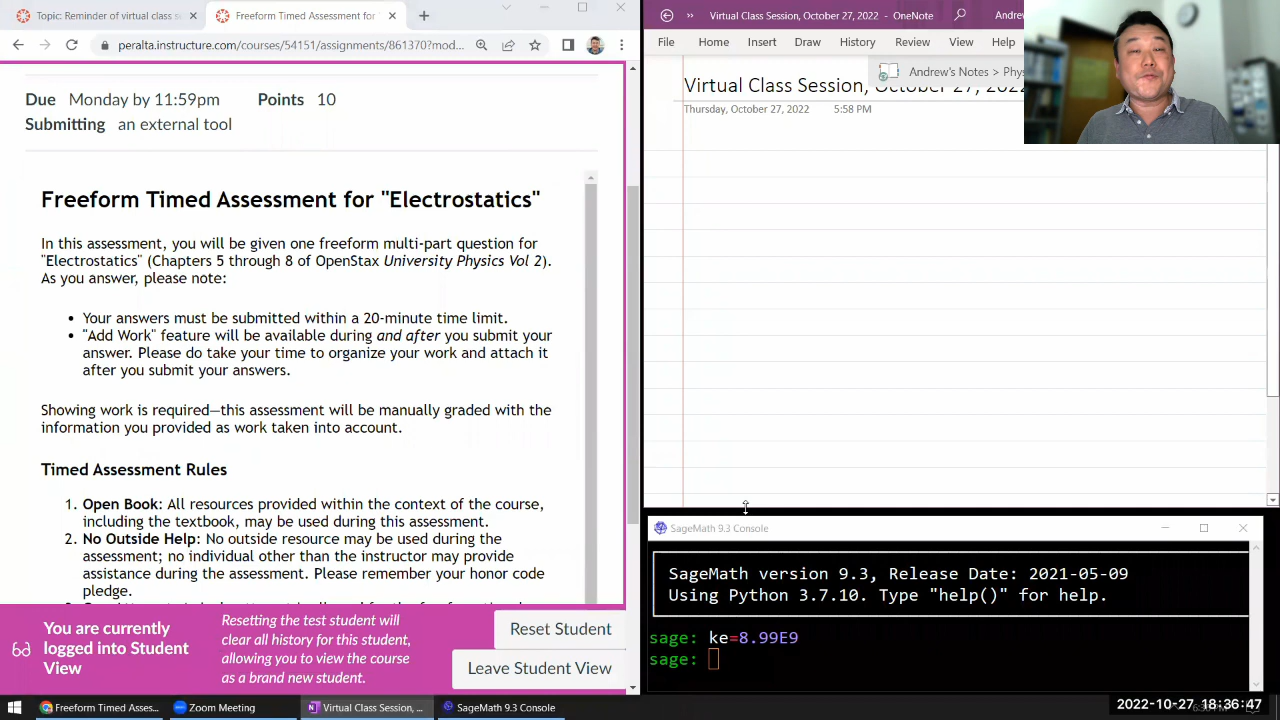 Topic: Reminder of virtual class s
Freeform Timed Assessment for
peralta.instructure.com/courses/54151/assignments/861370?mod...
Due Monday by 11:59pm Points 10
Submitting an external tool
Freeform Timed Assessment for "Electrostatics"
In this assessment, you will be given one freeform multi-part question for
"Electrostatics" (Chapters 5 through 8 of OpenStax University Physics Vol 2).
As you answer, please note:
• Your answers must be submitted within a 20-minute time limit.
• "Add Work" feature will be available during and after you submit your
answer. Please do take your time to organize your work and attach it
after you submit your answers.
Showing work is required—this assessment will be manually graded with the
information you provided as work taken into account.
Timed Assessment Rules
1. Open Book: All resources provided within the context of the course,
including the textbook, may be used during this assessment.
2. No Outside Help: No outside resource may be used during the
assessment; no individual other than the instructor may provide
assistance during the assessment. Please remember your honor code
pledge.
You are currently
logged into Student
View
Resetting the test student will
clear all history for this student,
allowing you to view the course
as a brand new student.
Reset Student
Leave Student View
Virtual Class Session, October 27, 2022 - OneNote
Andrew
File Home Insert Draw History Review View Help
Andrew's Notes > Phys
Virtual Class Session, October 27, 2022
Thursday, October 27, 2022 5:58 PM
SageMath 9.3 Console
SageMath version 9.3, Release Date: 2021-05-09
Using Python 3.7.10. Type "help()" for help.
sage: ke=8.99E9
sage:
Freeform Timed Asses...
Zoom Meeting
Virtual Class Session, ...
SageMath 9.3 Console
2022-10-27 18:36:47